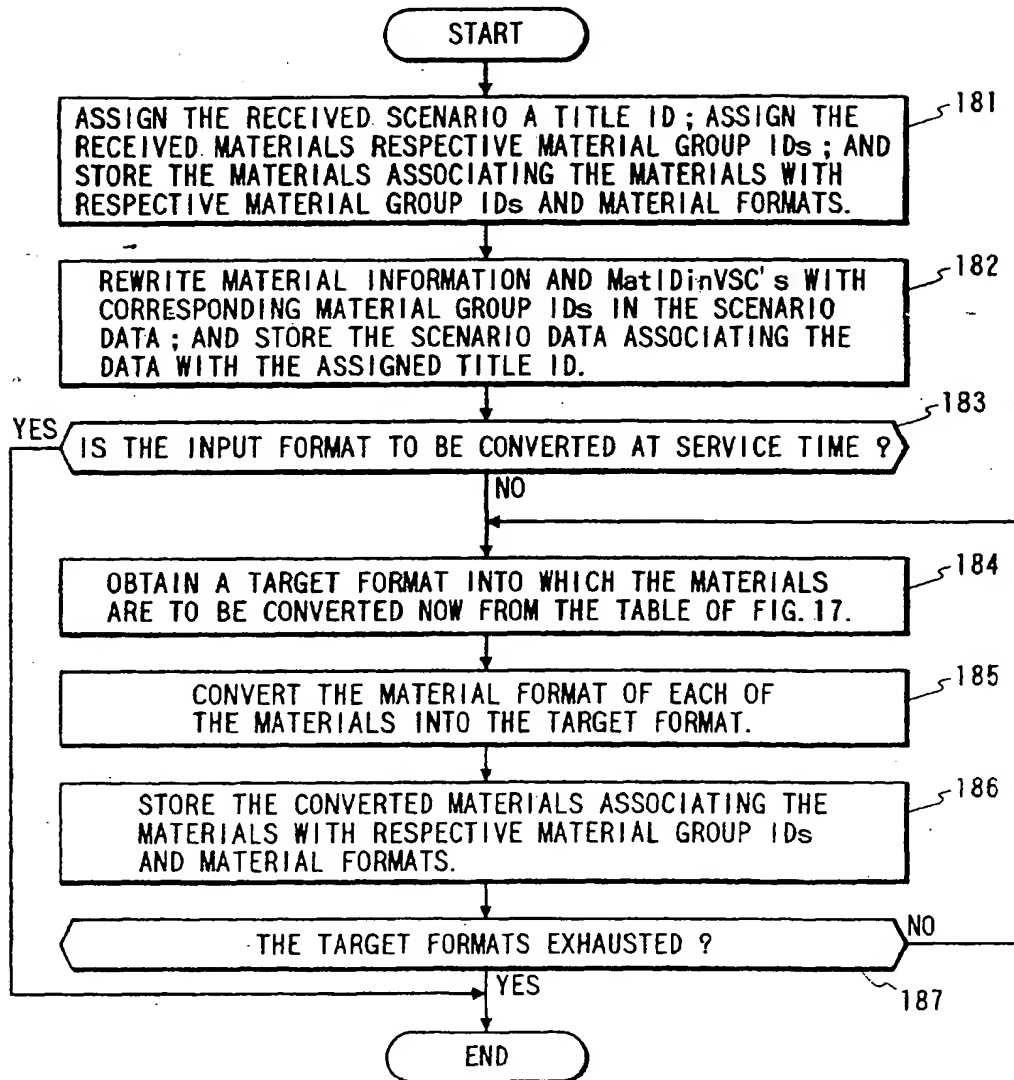 START
181
ASSIGN THE RECEIVED SCENARIO A TITLE ID ; ASSIGN THE
RECEIVED MATERIALS RESPECTIVE MATERIAL GROUP IDs ; AND
STORE THE MATERIALS ASSOCIATING THE MATERIALS WITH
RESPECTIVE MATERIAL GROUP IDs AND MATERIAL FORMATS.
182
REWRITE MATERIAL INFORMATION AND MatIDinVSC's WITH
CORRESPONDING MATERIAL GROUP IDs IN THE SCENARIO
DATA ; AND STORE THE SCENARIO DATA ASSOCIATING THE
DATA WITH THE ASSIGNED TITLE ID.
183
YES
IS THE INPUT FORMAT TO BE CONVERTED AT SERVICE TIME ?
NO
184
OBTAIN A TARGET FORMAT INTO WHICH THE MATERIALS
ARE TO BE CONVERTED NOW FROM THE TABLE OF FIG. 17.
185
CONVERT THE MATERIAL FORMAT OF EACH OF
THE MATERIALS INTO THE TARGET FORMAT.
186
STORE THE CONVERTED MATERIALS ASSOCIATING THE
MATERIALS WITH RESPECTIVE MATERIAL GROUP IDs
AND MATERIAL FORMATS.
NO
THE TARGET FORMATS EXHAUSTED ?
YES
187
END